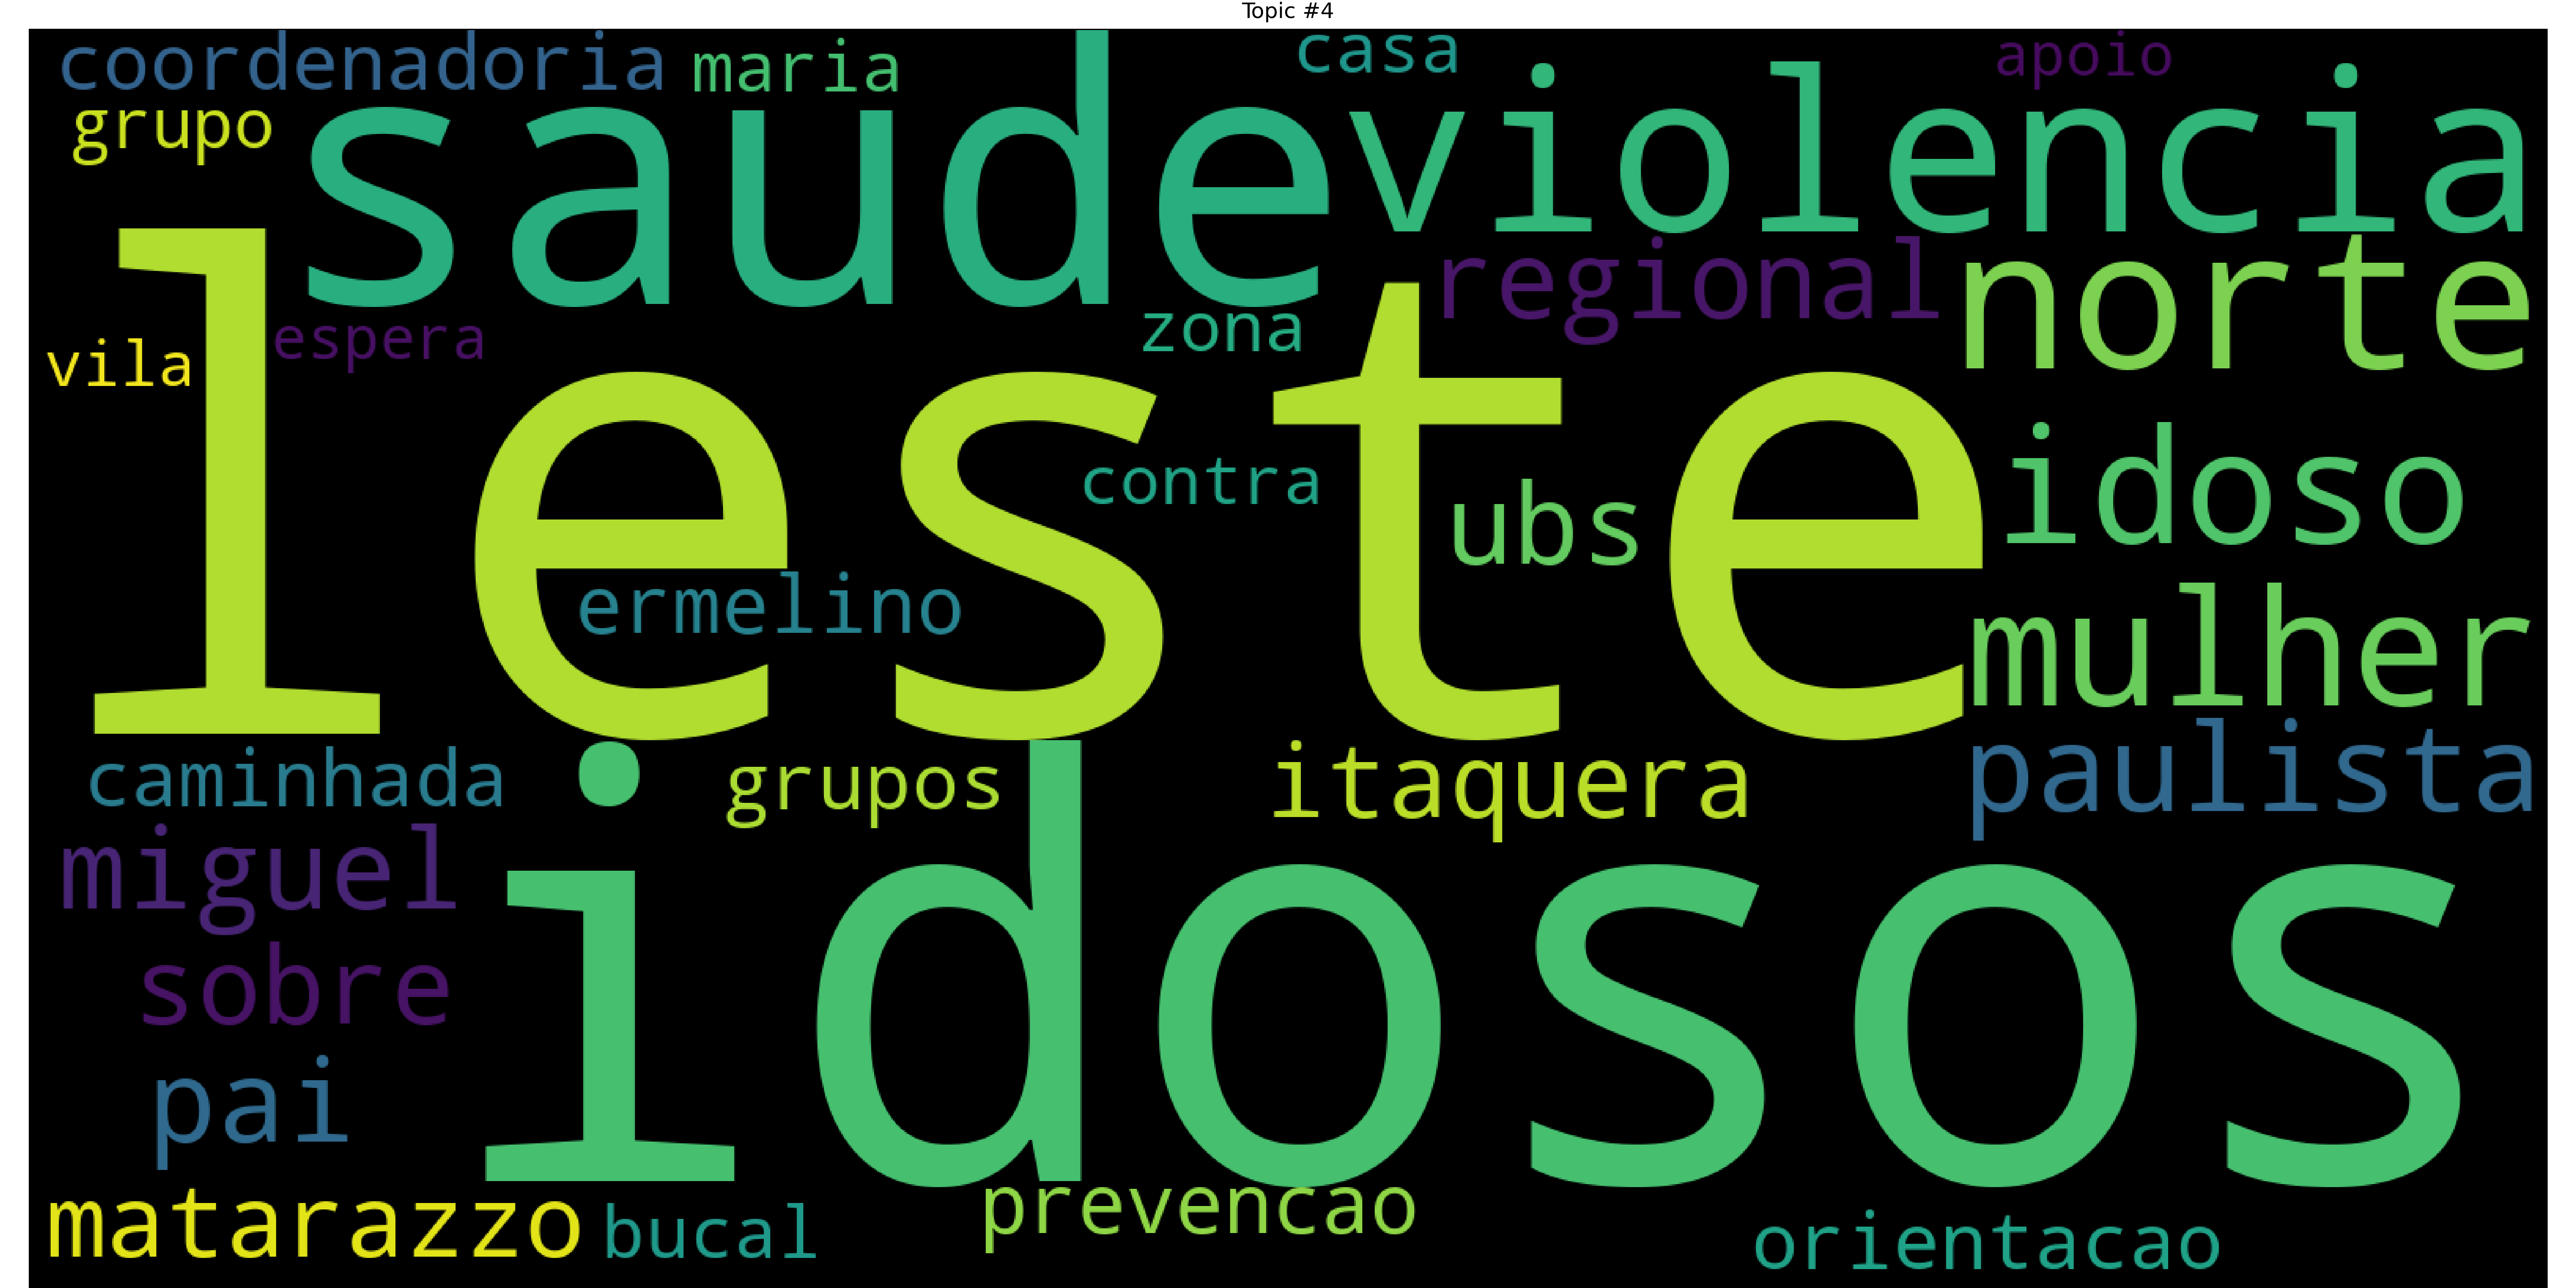 Topic #4
coordenadoria
maria
casa
apoio
grupo
saude
violencia
regional
norte
zona
espera
vila
leste
contra
ubs
idoso
ermelino
mulher
caminhada
grupos
itaquera
paulista
miguel
idosos
sobre
pai
matarazzo
bucal
prevencao
orientacao